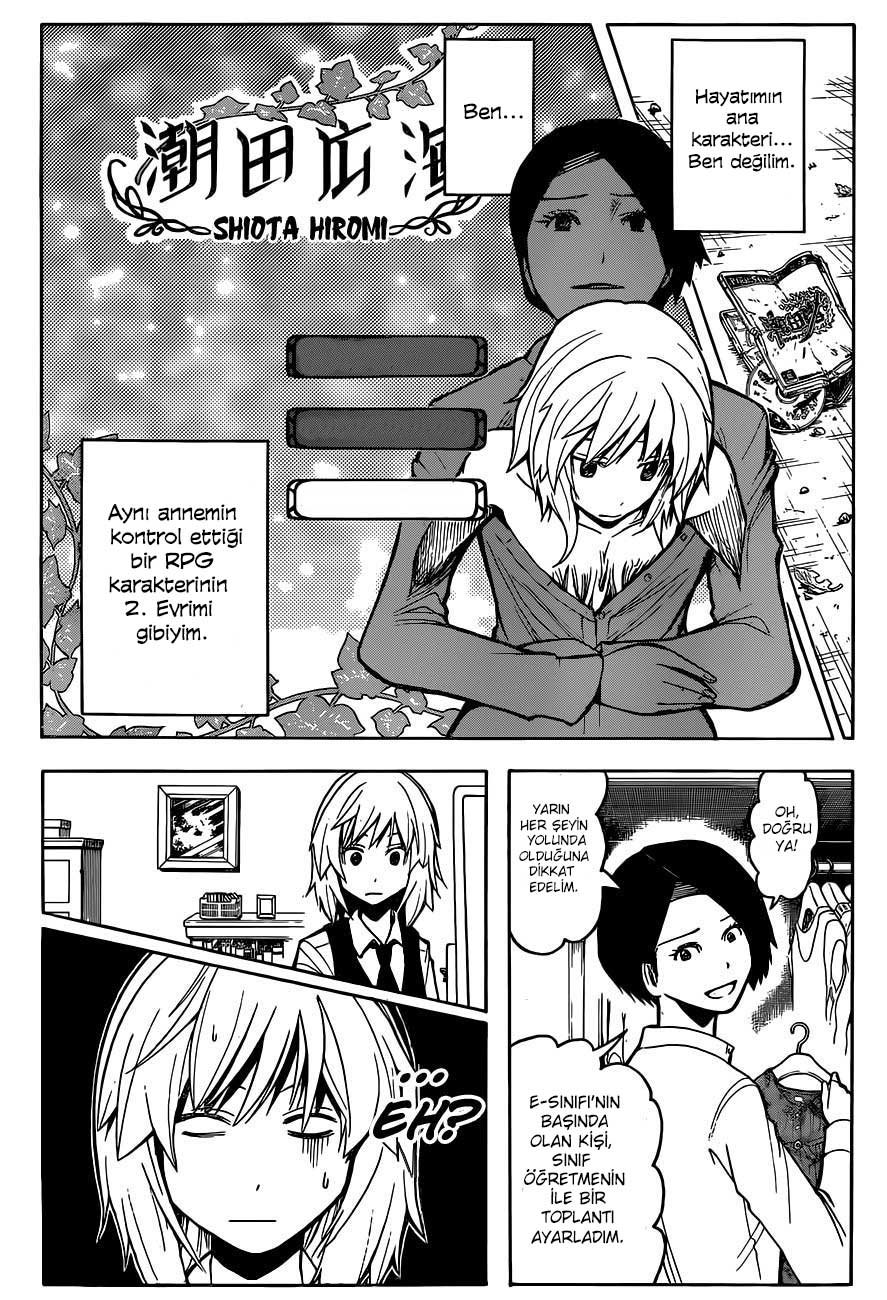 Hayatımın
ana
karakteri...
Ben değilim.
Ben...
潮田広海
SHIOTA HIROMI
Aynı annemin
kontrol ettiği
bir RPG
karakterinin
2. Evrimi
gibiyim.
OH,
DOĞRU
YA!
YARIN
HER ŞEYİN
YOLUNDA
OLDUĞUNA
DİKKAT
EDELİM.
E-SINIFI'NIN
BAŞINDA
OLAN KİŞİ,
SINIF
ÖĞRETMENİN
İLE BİR
TOPLANTI
AYARLADIM.
...
EH?